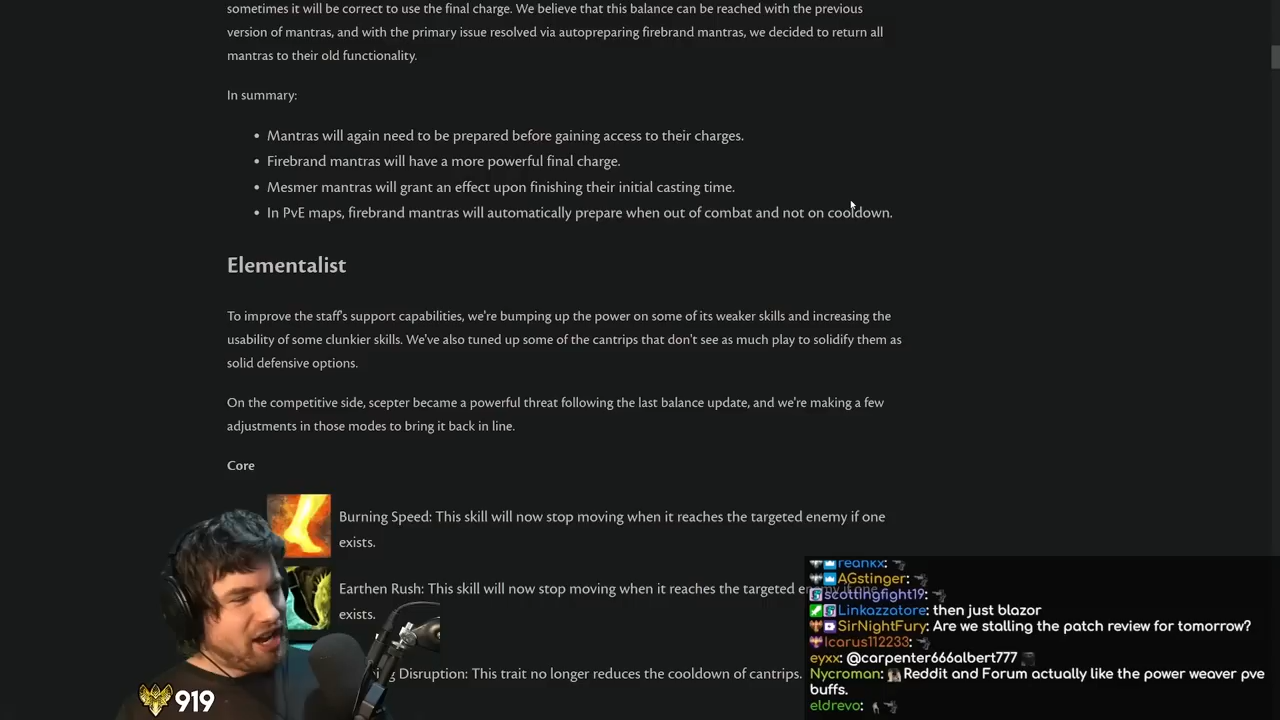 sometimes it will be correct to use the final charge. We believe that this balance can be reached with the previous
version of mantras, and with the primary issue resolved via autopreparing firebrand mantras, we decided to return all
mantras to their old functionality.
In summary:
• Mantras will again need to be prepared before gaining access to their charges.
• Firebrand mantras will have a more powerful final charge.
• Mesmer mantras will grant an effect upon finishing their initial casting time.
• In PvE maps, firebrand mantras will automatically prepare when out of combat and not on cooldown.
Elementalist
To improve the staff's support capabilities, we're bumping up the power on some of its weaker skills and increasing the
usability of some clunkier skills. We've also tuned up some of the cantrips that don't see as much play to solidify them as
solid defensive options.
On the competitive side, scepter became a powerful threat following the last balance update, and we're making a few
adjustments in those modes to bring it back in line.
Core
Burning Speed: This skill will now stop moving when it reaches the targeted enemy if one
exists.
Earthen Rush: This skill will now stop moving when it reaches the targeted enemy if one
exists.
Disruption: This trait no longer reduces the cooldown of cantrips.
reankx:
AGstinger:
scottingfight19:
Linkazzatore: then just blazor
SirNightFury: Are we stalling the patch review for tomorrow?
Icarus112233:
eyxx: @carpenter666albert777
Nycroman: Reddit and Forum actually like the power weaver pve
buffs.
eldrevo:
919